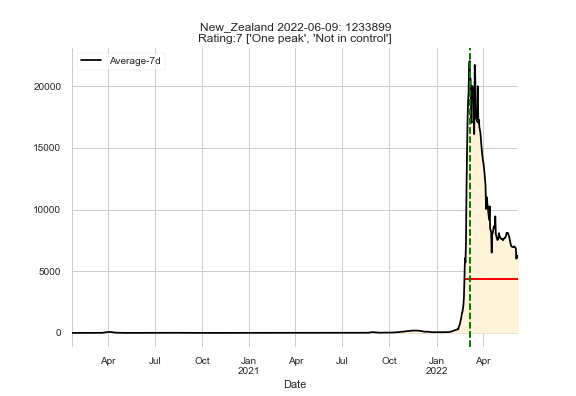 New_Zealand 2022-06-09: 1233899
Rating:7 ['One peak', 'Not in control']
Average-7d
20000
15000
10000
5000
0
Apr Jul Oct Jan Apr Jul Oct Jan Apr
2021 2022
Date